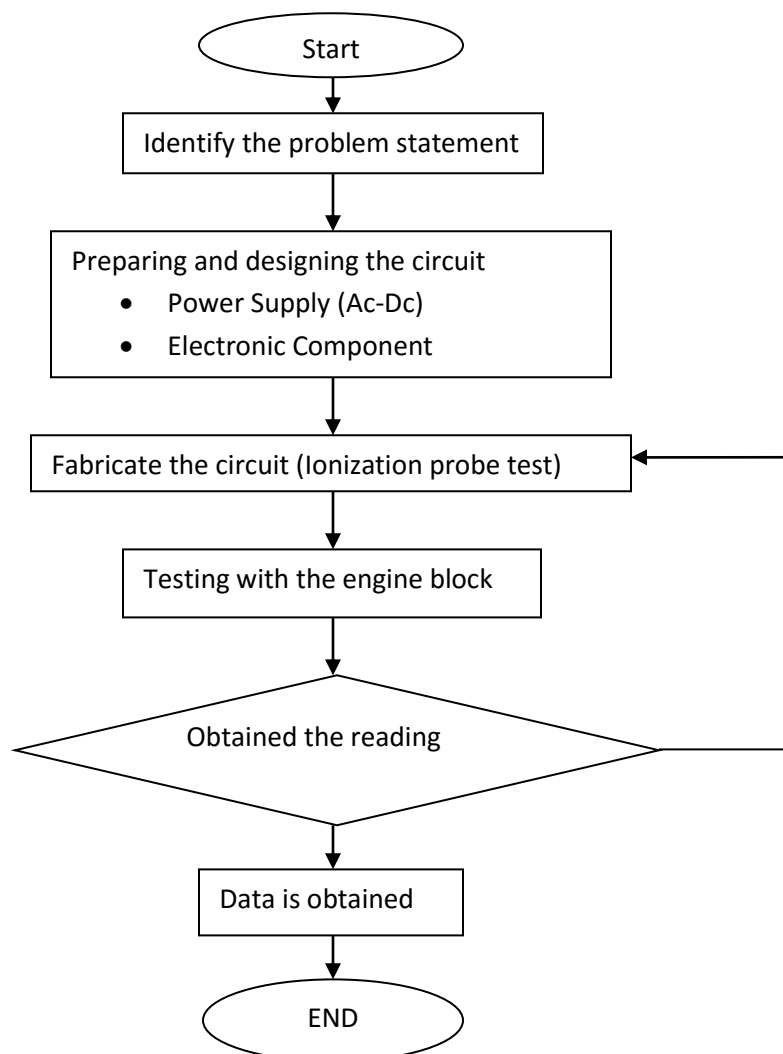 Start
Identify the problem statement
Preparing and designing the circuit
• Power Supply (Ac-Dc)
• Electronic Component
Fabricate the circuit (Ionization probe test)
Testing with the engine block
Obtained the reading
Data is obtained
END